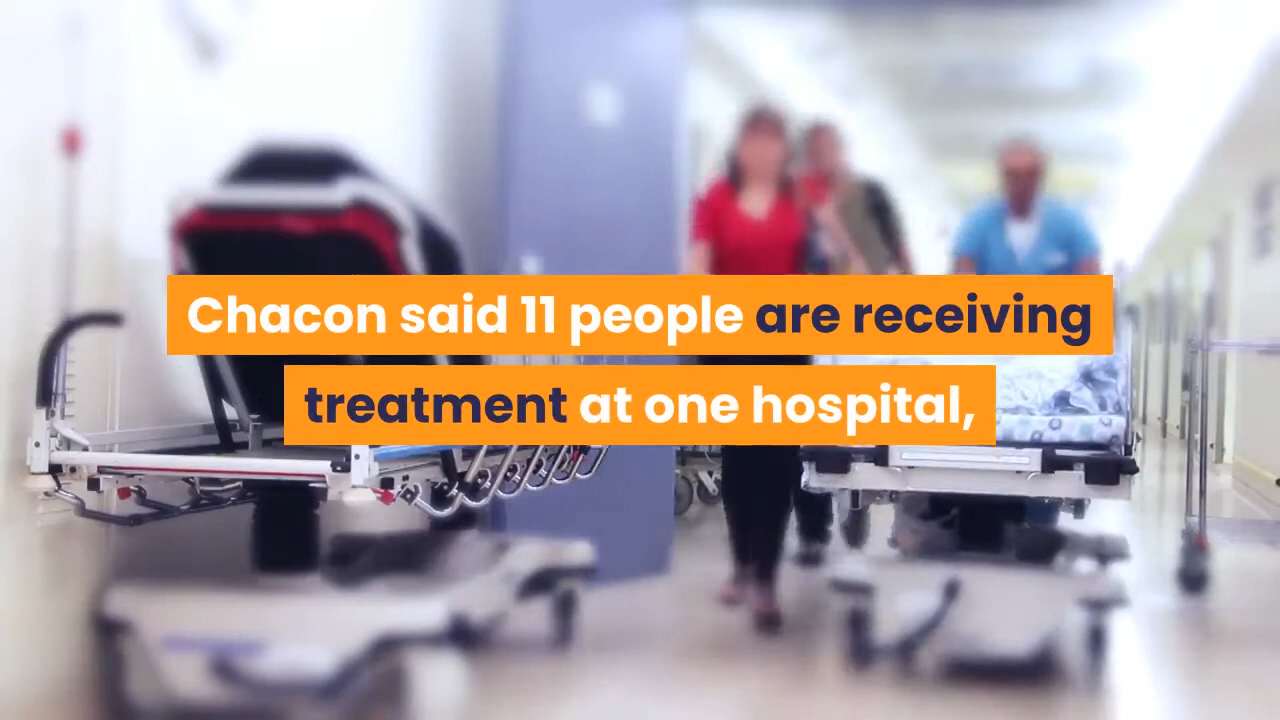 Chacon said 11 people are receiving
treatment at one hospital,